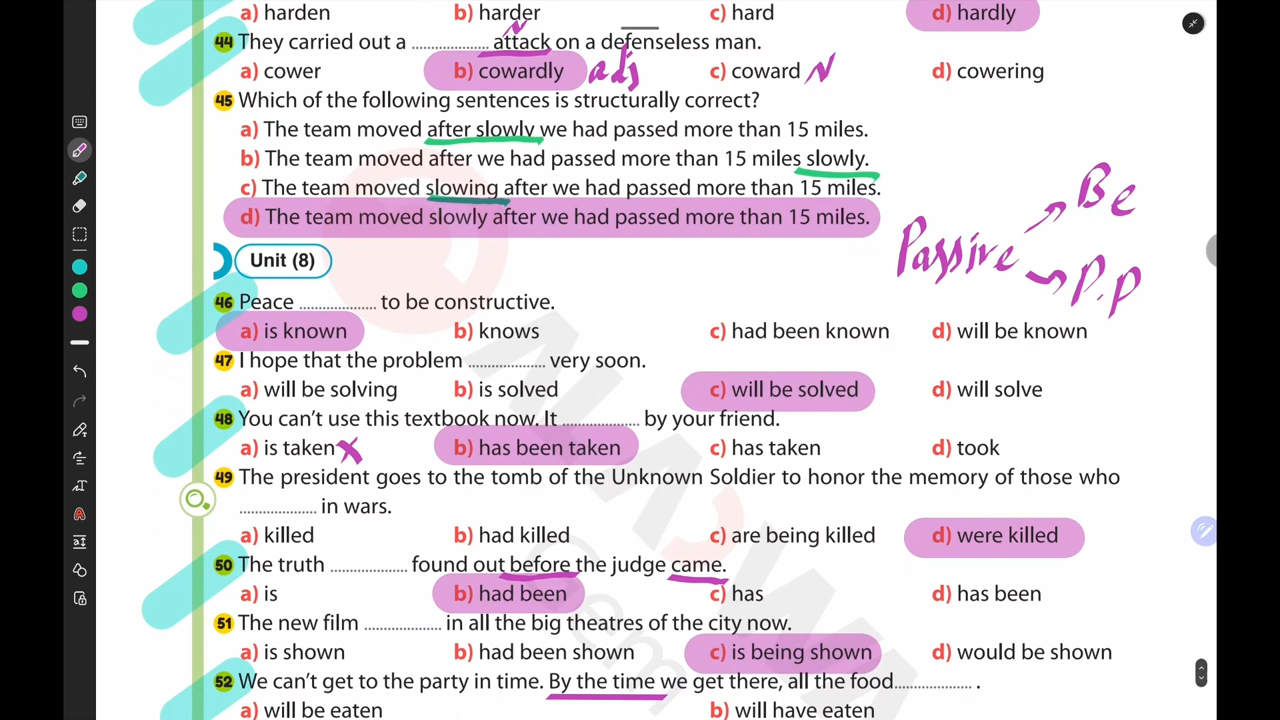 a) harden b) harder c) hard d) hardly
44 They carried out a .................. attack on a defenseless man.
N
a) cower b) cowardly adj c) coward N d) cowering
45 Which of the following sentences is structurally correct?
a) The team moved after slowly we had passed more than 15 miles.
b) The team moved after we had passed more than 15 miles slowly.
c) The team moved slowing after we had passed more than 15 miles.
d) The team moved slowly after we had passed more than 15 miles.
Passive Be
P.P
Unit (8)
46 Peace .................. to be constructive.
a) is known b) knows c) had been known d) will be known
47 I hope that the problem .................. very soon.
a) will be solving b) is solved c) will be solved d) will solve
48 You can't use this textbook now. It .................. by your friend.
a) is taken x b) has been taken c) has taken d) took
49 The president goes to the tomb of the Unknown Soldier to honor the memory of those who
.................. in wars.
a) killed b) had killed c) are being killed d) were killed
50 The truth .................. found out before the judge came.
a) is b) had been c) has d) has been
51 The new film .................. in all the big theatres of the city now.
a) is shown b) had been shown c) is being shown d) would be shown
52 We can't get to the party in time. By the time we get there, all the food.................. .
a) will be eaten b) will have eaten